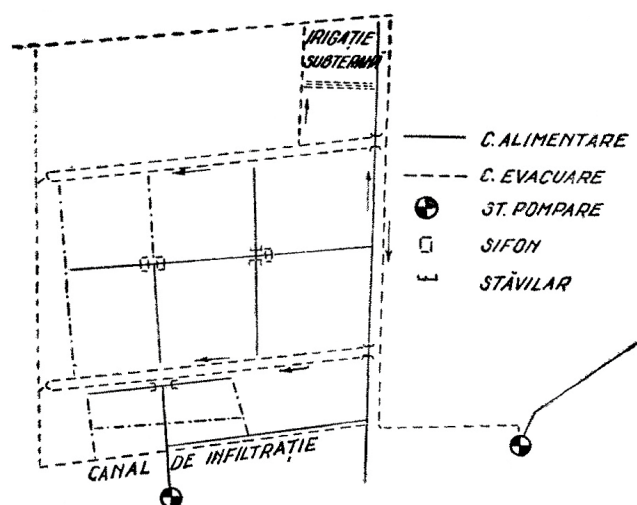 IRIGAȚIE
SUBTERANĂ
C. ALIMENTARE
C. EVACUARE
ST. POMPARE
SIFON
STĂVILAR
CANAL DE INFILTRAȚIE